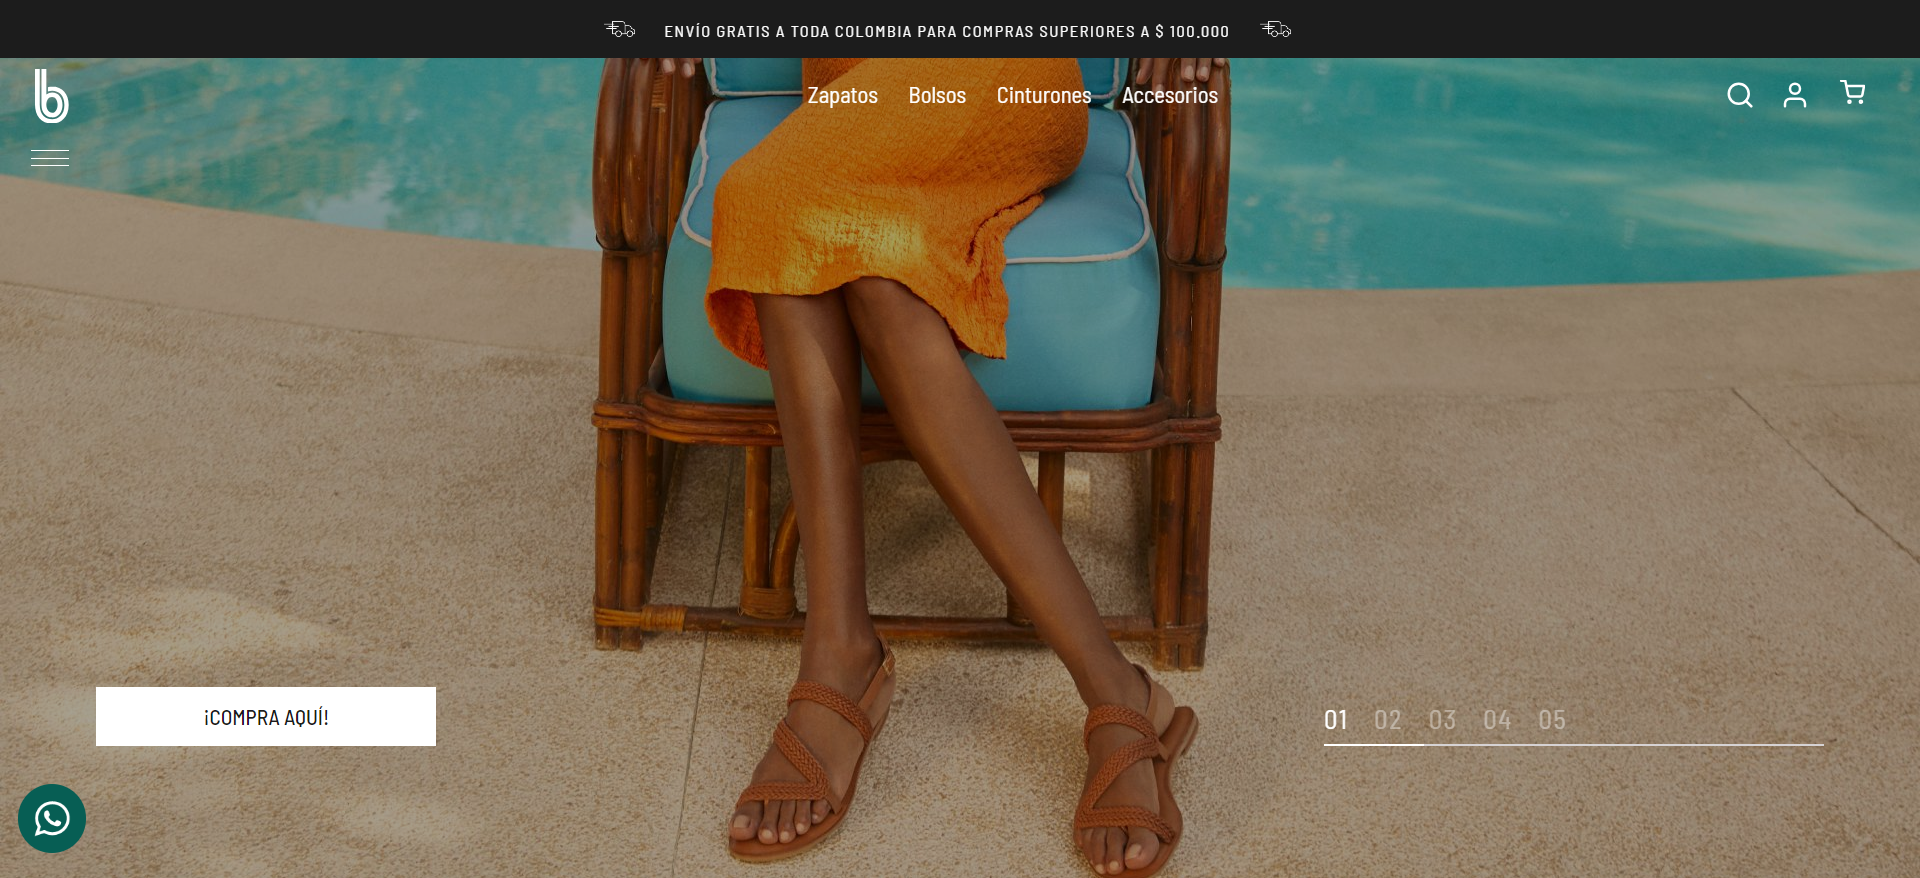 ENVÍO GRATIS A TODA COLOMBIA PARA COMPRAS SUPERIORES A $ 100.000
b
Zapatos Bolsos Cinturones Accesorios
¡COMPRA AQUÍ!
01 02 03 04 05